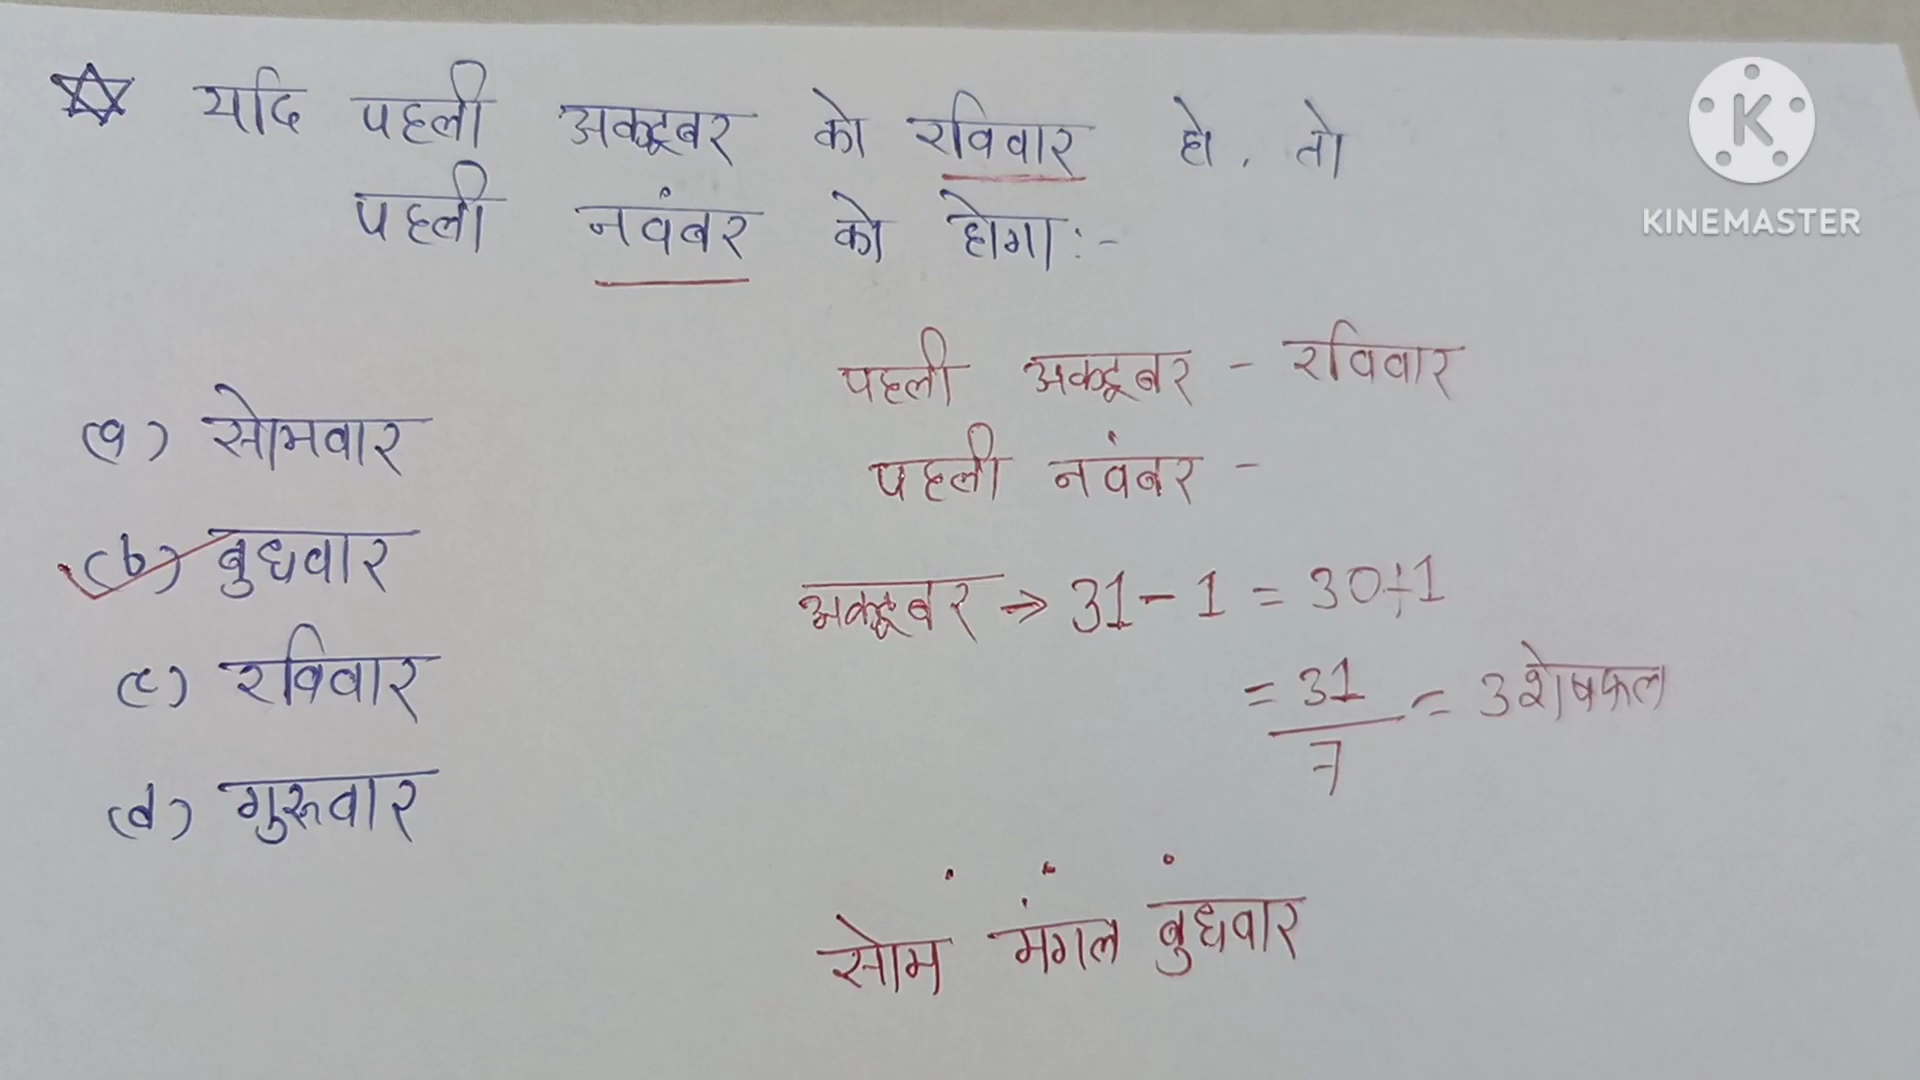 यदि पहली अक्टूबर को रविवार हो, तो
पहली नवंबर को होगा:-
(a) सोमवार
(b) बुधवार
(c) रविवार
(d) गुरुवार
पहली अक्टूबर - रविवार
पहली नवंबर -
अक्टूबर → 31 - 1 = 30+1
= 31/7 = 3 शेषफल
सोम मंगल बुधवार
K
KINEMASTER